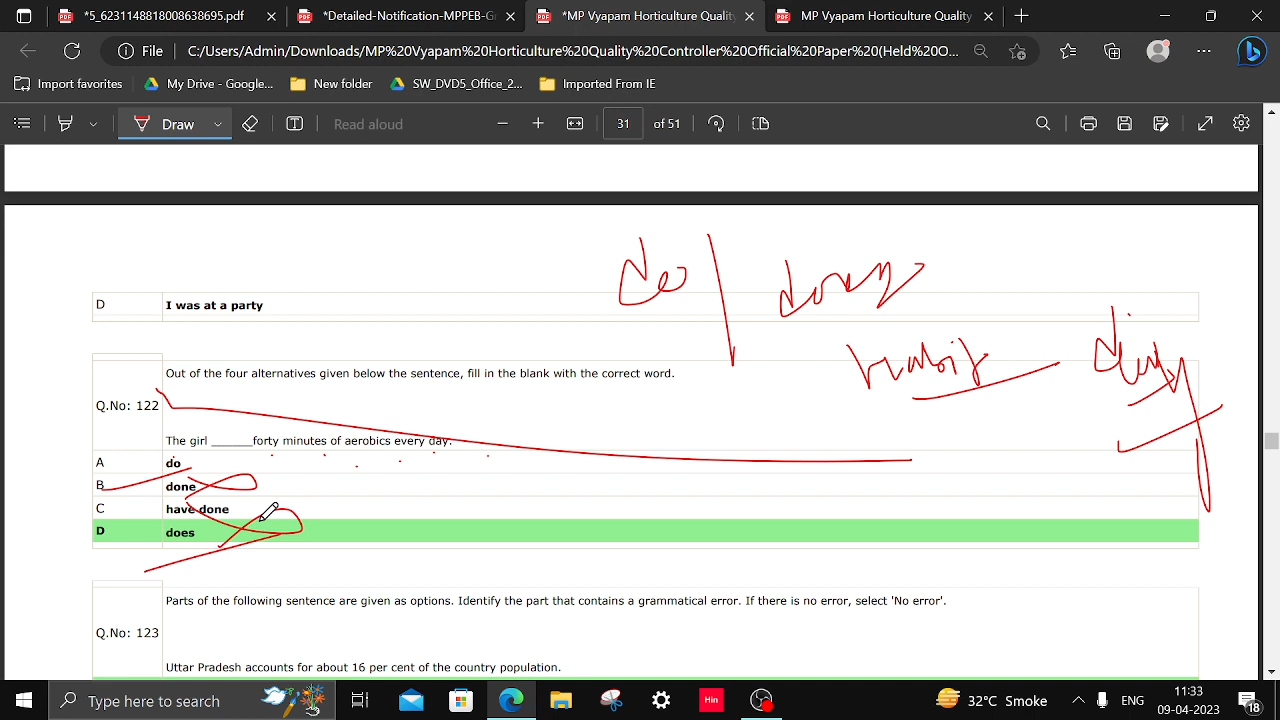 *5_6231148818008638695.pdf
*Detailed-Notification-MPPEB-G
*MP Vyapam Horticulture Quality
MP Vyapam Horticulture Quality
File
C:/Users/Admin/Downloads/MP%20Vyapam%20Horticulture%20Quality%20Controller%20Official%20Paper%20(Held%20O...
Import favorites
My Drive - Google...
New folder
SW_DVD5_Office_2...
Imported From IE
Draw
Read aloud
31
of 51
do
D
I was at a party
Out of the four alternatives given below the sentence, fill in the blank with the correct word.
Q.No: 122
The girl ______forty minutes of aerobics every day.
A
do
B
done
C
have done
D
does
Parts of the following sentence are given as options. Identify the part that contains a grammatical error. If there is no error, select 'No error'.
Q.No: 123
Uttar Pradesh accounts for about 16 per cent of the country population.
Type here to search
Hin
32°C Smoke
ENG
11:33
09-04-2023
18